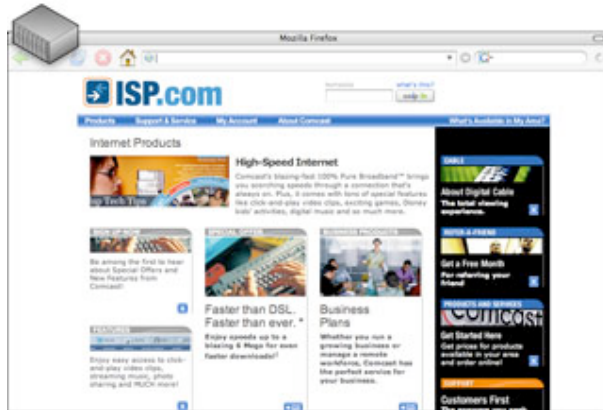 Mozilla Firefox
ISP.com
what's this?
Products Support & Service My Account About Comcast What's Available in My Area?
Internet Products
High-Speed Internet
Comcast's blazing-fast 100% Pure Broadband™ brings
you scorching speeds through a connection that's
always on. Plus, it comes with tons of special features
like click-and-play video clips, exciting games, Disney
kids' activities, digital music and so much more.
up Tech Tips
SIGN UP NOW
Be among the first to hear
about Special Offers and
New Features from
Comcast!
FEATURES
Enjoy easy access to click-
and-play video clips,
streaming music, photo
sharing and MUCH more!
SPECIAL OFFER
Faster than DSL.
Faster than ever. *
Enjoy speeds up to a
blazing 6 Megs for even
faster downloads!
BUSINESS PRODUCTS
Business
Plans
Whether you run a
growing business or
manage a remote
workforce, Comcast has
the perfect service for
your business.
CABLE
About Digital Cable
The total viewing
experience.
REFER-A-FRIEND
Get a Free Month
For referring your
friend
PRODUCTS AND SERVICES
Comcast
Get Started Here
Get prices for products
available in your area
and order online!
SUPPORT
Customers First